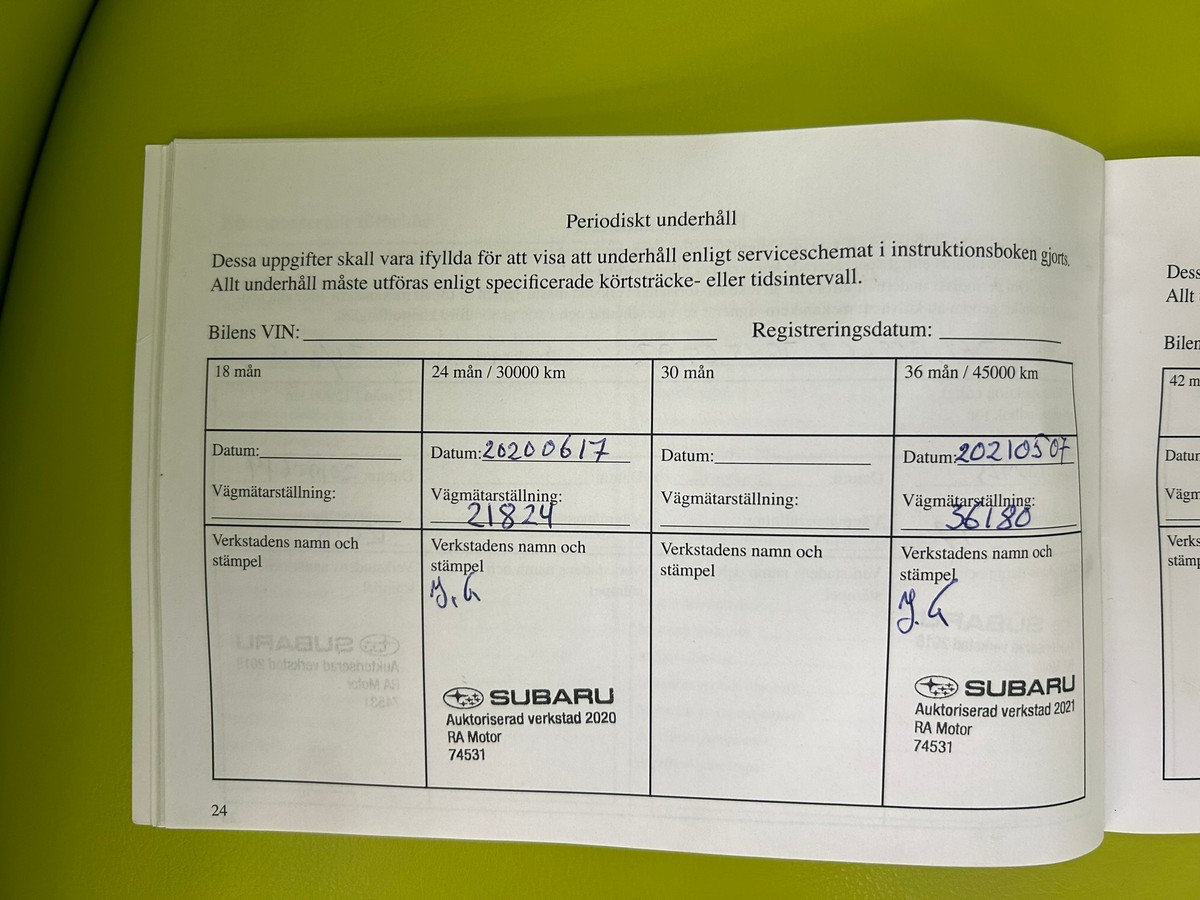 Periodiskt underhåll
Dessa uppgifter skall vara ifyllda för att visa att underhåll enligt serviceschemat i instruktionsboken gjorts.
Allt underhåll måste utföras enligt specificerade körtsträcke- eller tidsintervall.
Bilens VIN:
Registreringsdatum:
18 mån
Datum:
Vägmätarställning:
Verkstadens namn och
stämpel
24 mån / 30000 km
Datum: 20200617
Vägmätarställning:
21824
Verkstadens namn och
stämpel
SUBARU
Auktoriserad verkstad 2020
RA Motor
74531
30 mån
Datum:
Vägmätarställning:
Verkstadens namn och
stämpel
36 mån / 45000 km
Datum: 20210507
Vägmätarställning:
36180
Verkstadens namn och
stämpel
SUBARU
Auktoriserad verkstad 2021
RA Motor
74531
24
Allt
42 m